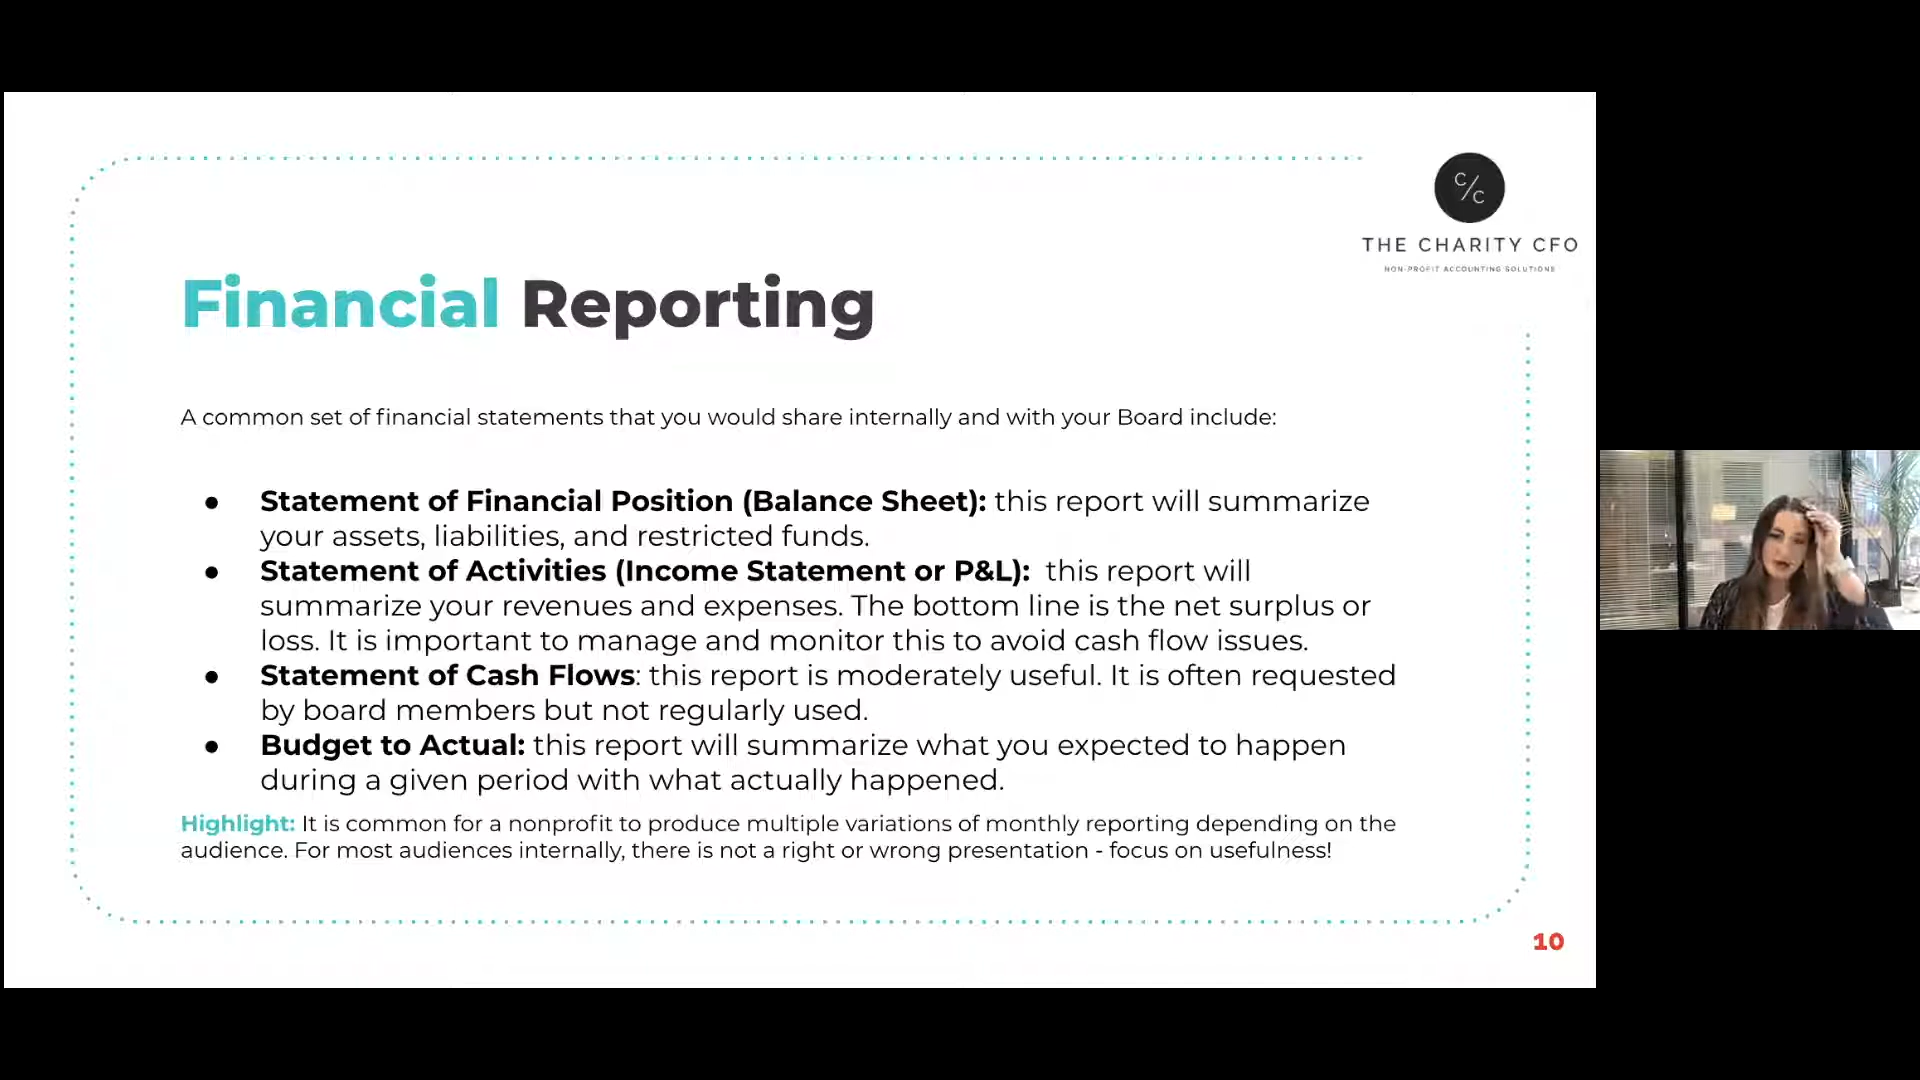 C/C
THE CHARITY CFO
NON-PROFIT ACCOUNTING SOLUTIONS
Financial Reporting
A common set of financial statements that you would share internally and with your Board include:
● Statement of Financial Position (Balance Sheet): this report will summarize
your assets, liabilities, and restricted funds.
● Statement of Activities (Income Statement or P&L): this report will
summarize your revenues and expenses. The bottom line is the net surplus or
loss. It is important to manage and monitor this to avoid cash flow issues.
● Statement of Cash Flows: this report is moderately useful. It is often requested
by board members but not regularly used.
● Budget to Actual: this report will summarize what you expected to happen
during a given period with what actually happened.
Highlight: It is common for a nonprofit to produce multiple variations of monthly reporting depending on the
audience. For most audiences internally, there is not a right or wrong presentation - focus on usefulness!
10